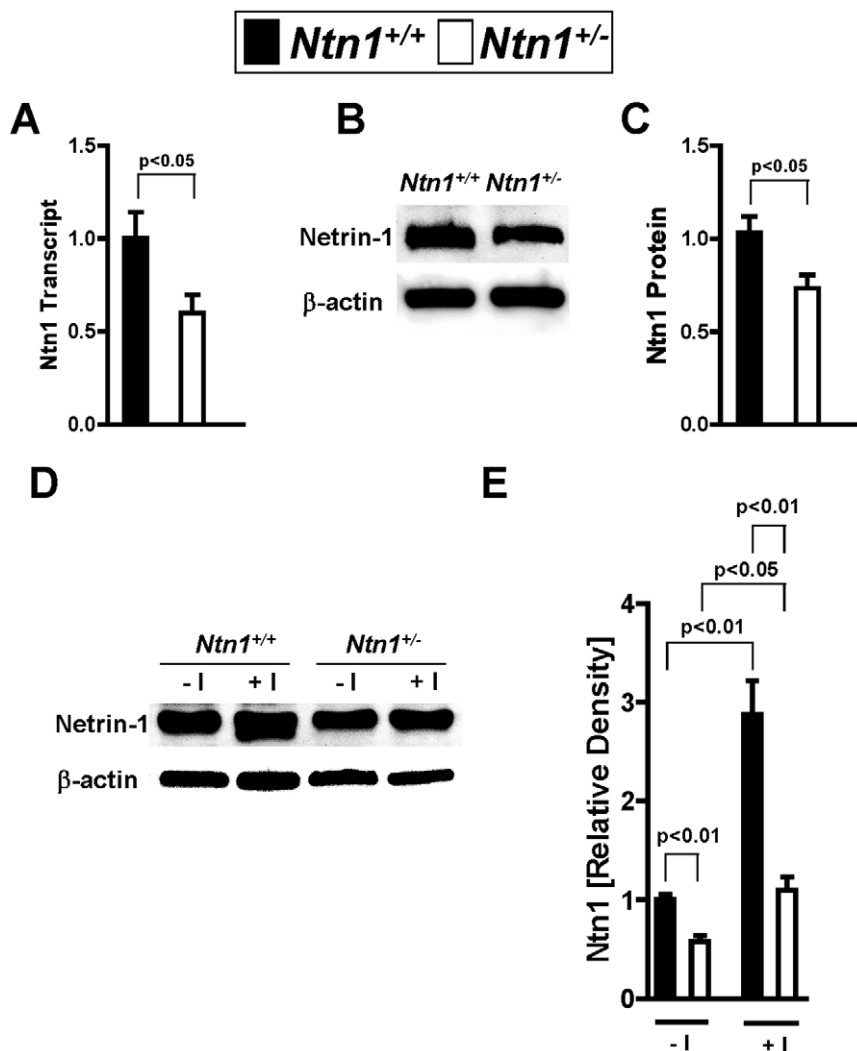 Ntn1+/+ Ntn1+/-
A
1.5
1.0
0.5
0.0
Ntn1 Transcript
p<0.05
B
Ntn1+/+ Ntn1+/-
Netrin-1
β-actin
C
1.5
1.0
0.5
0.0
Ntn1 Protein
p<0.05
D
Ntn1+/+ Ntn1+/-
- I + I - I + I
Netrin-1
β-actin
E
p<0.01
p<0.05
p<0.01
p<0.01
4
3
2
1
0
Ntn1 [Relative Density]
- I + I